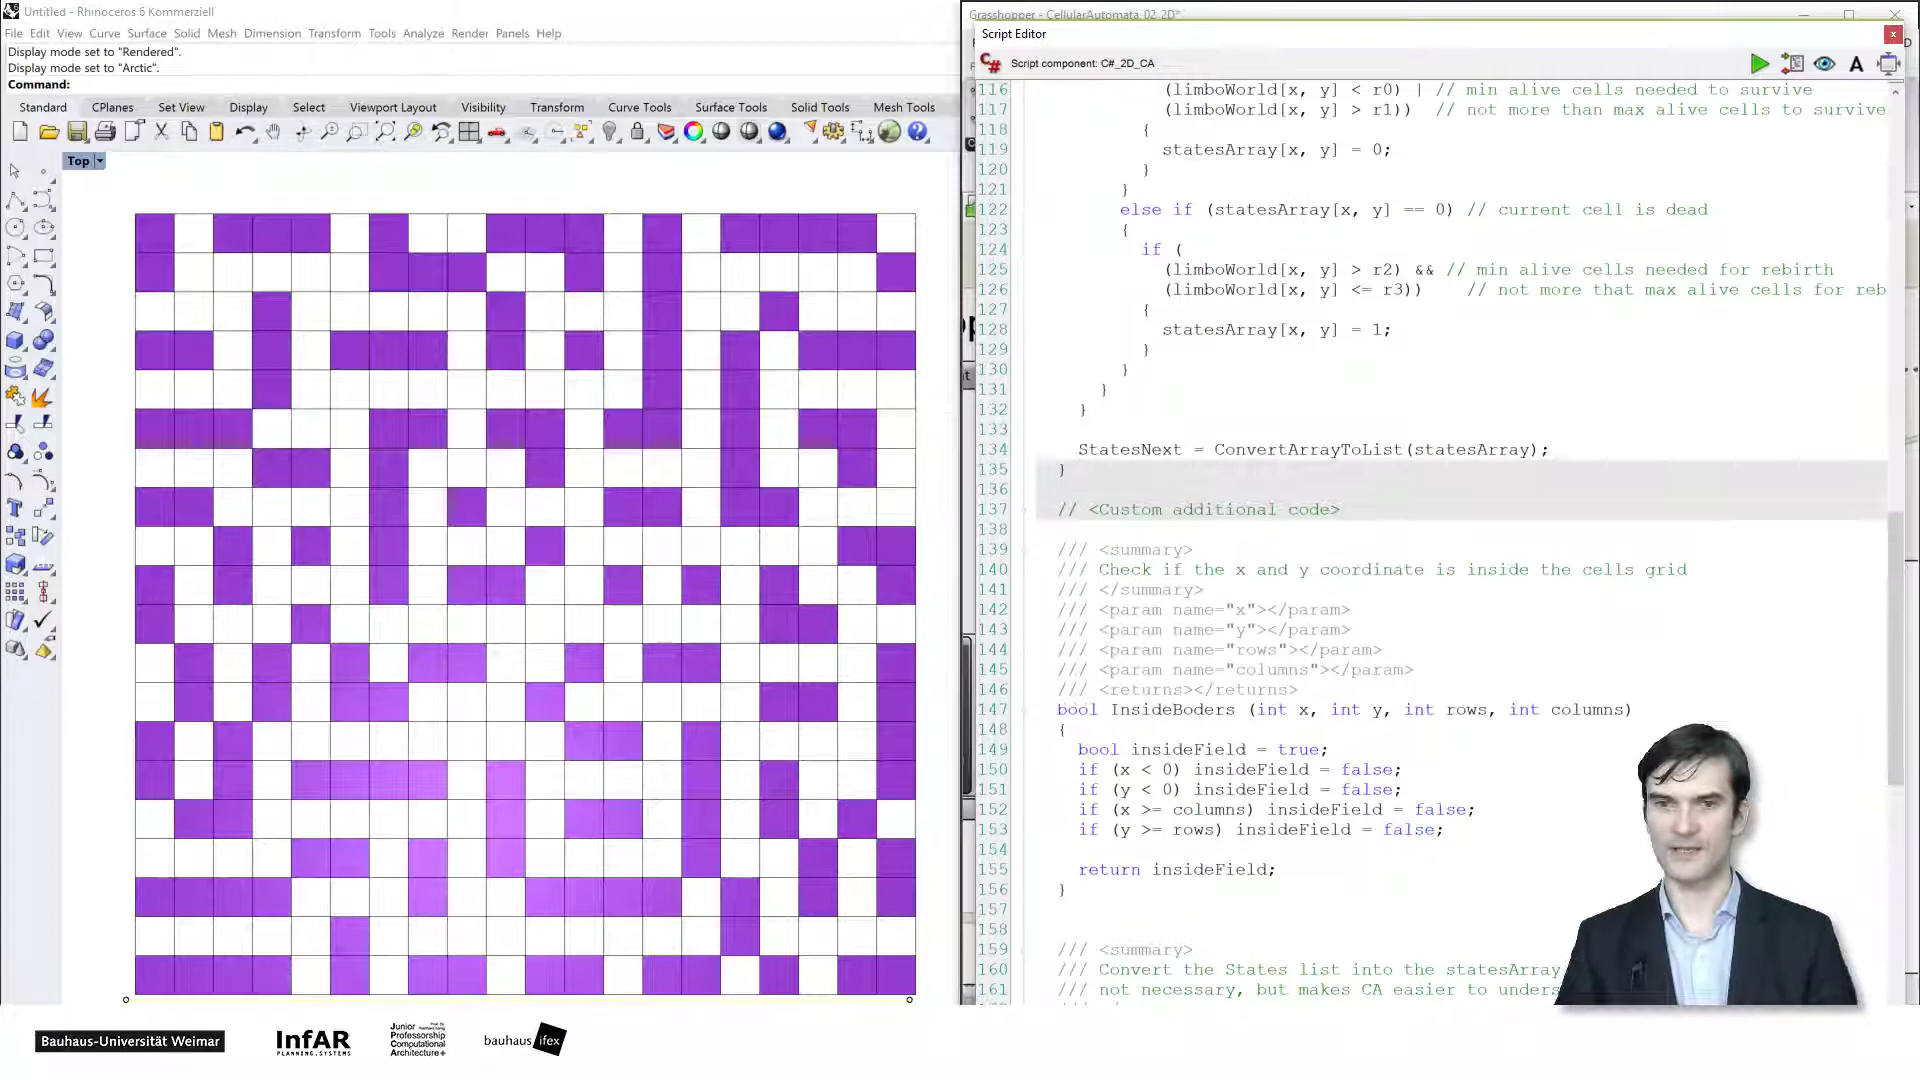 Untitled - Rhinoceros 6 Kommerziell
File Edit View Curve Surface Solid Mesh Dimension Transform Tools Analyze Render Panels Help
Display mode set to "Rendered".
Display mode set to "Arctic".
Command:
Standard CPlanes Set View Display Select Viewport Layout Visibility Transform Curve Tools Surface Tools Solid Tools Mesh Tools
Top
Grasshopper - CellularAutomata_02_2D*
Script Editor
Script component: C#_2D_CA
116 (limboWorld[x, y] < r0) | // min alive cells needed to survive
117 (limboWorld[x, y] > r1)) // not more than max alive cells to survive
118 {
119 statesArray[x, y] = 0;
120 }
121 }
122 else if (statesArray[x, y] == 0) // current cell is dead
123 {
124 if (
125 (limboWorld[x, y] > r2) && // min alive cells needed for rebirth
126 (limboWorld[x, y] <= r3)) // not more that max alive cells for reb
127 {
128 statesArray[x, y] = 1;
129 }
130 }
131 }
132 }
133
134 StatesNext = ConvertArrayToList(statesArray);
135 }
136
137 // <Custom additional code>
138
139 /// <summary>
140 /// Check if the x and y coordinate is inside the cells grid
141 /// </summary>
142 /// <param name="x"></param>
143 /// <param name="y"></param>
144 /// <param name="rows"></param>
145 /// <param name="columns"></param>
146 /// <returns></returns>
147 bool InsideBoders (int x, int y, int rows, int columns)
148 {
149 bool insideField = true;
150 if (x < 0) insideField = false;
151 if (y < 0) insideField = false;
152 if (x >= columns) insideField = false;
153 if (y >= rows) insideField = false;
154
155 return insideField;
156 }
157
158
159 /// <summary>
160 /// Convert the States list into the statesArray
161 /// not necessary, but makes CA easier to unders
Bauhaus-Universität Weimar
InfAR
PLANNING.SYSTEMS
Junior
Professorship
Computational
Architecture+
bauhaus ifex